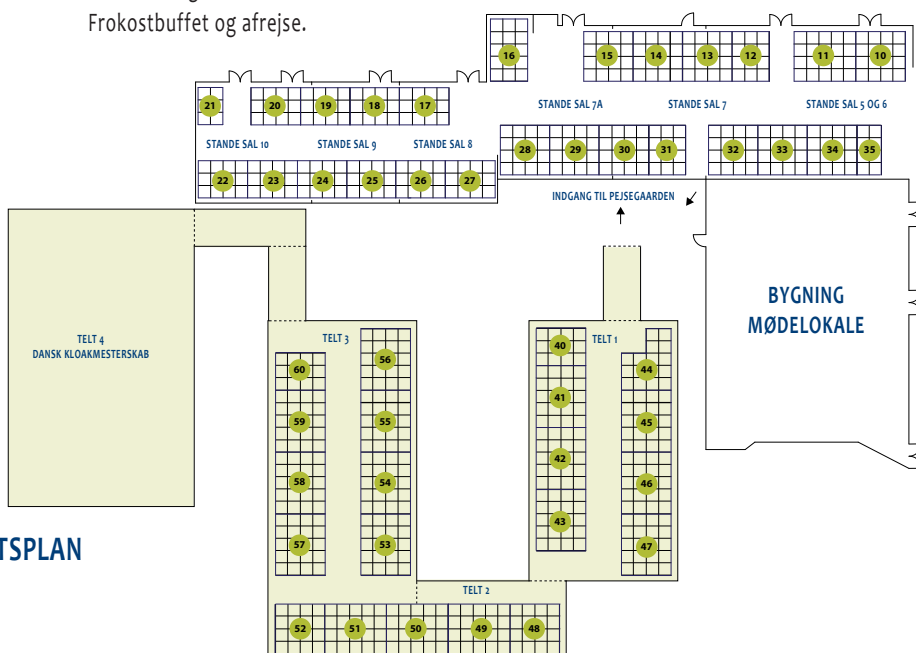 Frokostbuffet og afrejse.
16
15
14
13
12
11
10
21
20
19
18
17
STANDE SAL 7A
STANDE SAL 7
STANDE SAL 5 OG 6
STANDE SAL 10
STANDE SAL 9
STANDE SAL 8
28
29
30
31
32
33
34
35
22
23
24
25
26
27
INDGANG TIL PEJSEGAARDEN
BYGNING
MØDELOKALE
TELT 4
DANSK KLOAKMESTERSKAB
TELT 3
TELT 1
60
59
58
57
56
55
54
53
40
41
42
43
44
45
46
47
TSPLAN
TELT 2
52
51
50
49
48